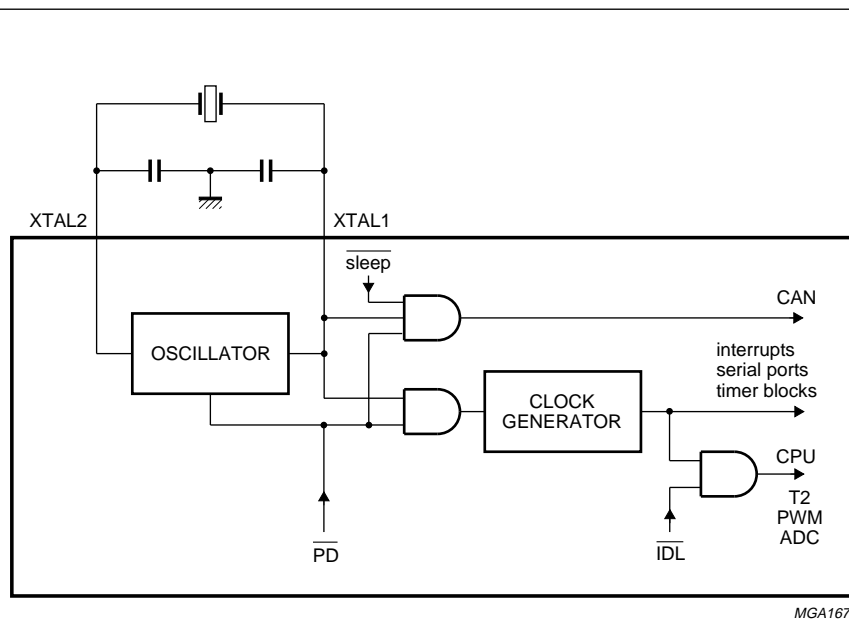 XTAL2
XTAL1
sleep
CAN
OSCILLATOR
interrupts
serial ports
timer blocks
CLOCK
GENERATOR
CPU
T2
PWM
ADC
PD
IDL
MGA167